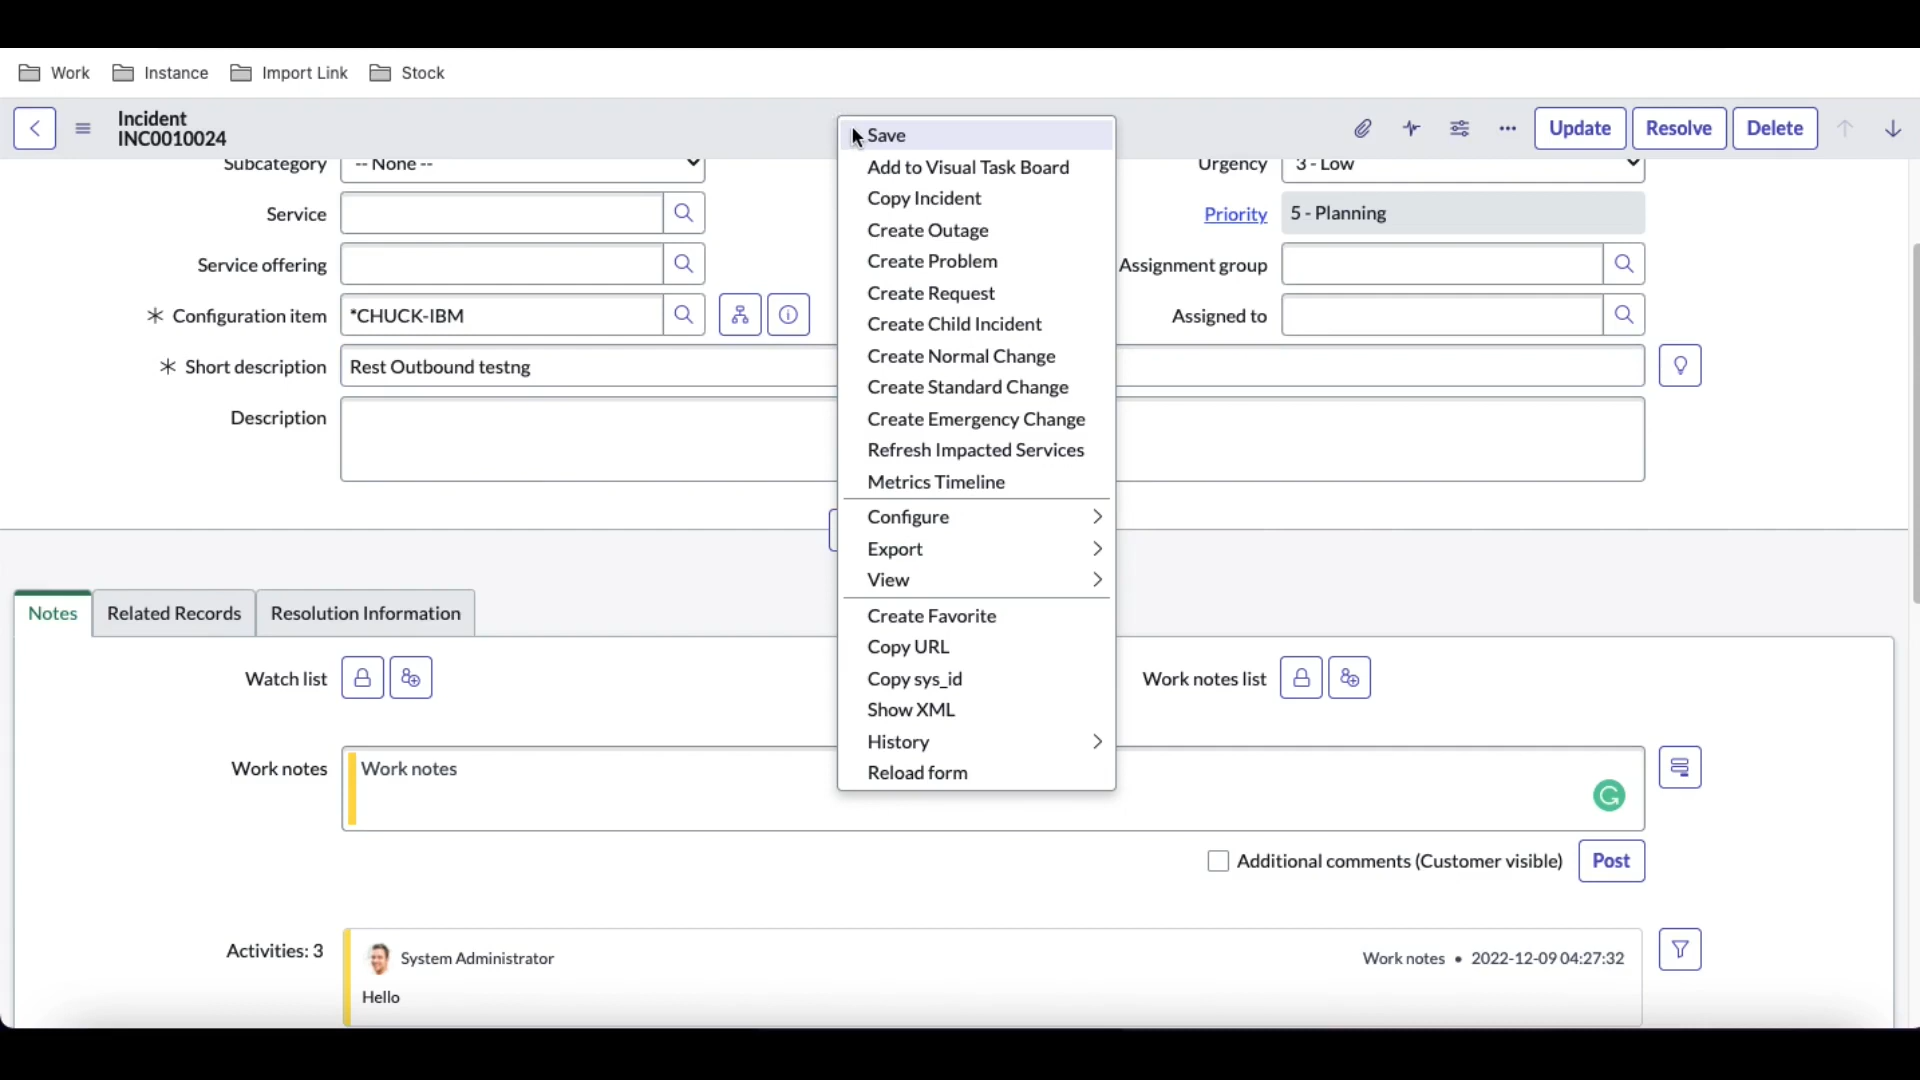 Work Instance Import Link Stock
Incident
INC0010024
Update Resolve Delete
Subcategory -- None --
Urgency 3 - Low
Service
Priority 5 - Planning
Service offering
Assignment group
Configuration item *CHUCK-IBM
Assigned to
Short description Rest Outbound testng
Description
Save
Add to Visual Task Board
Copy Incident
Create Outage
Create Problem
Create Request
Create Child Incident
Create Normal Change
Create Standard Change
Create Emergency Change
Refresh Impacted Services
Metrics Timeline
Configure
Export
View
Create Favorite
Copy URL
Copy sys_id
Show XML
History
Reload form
Notes Related Records Resolution Information
Watch list
Work notes list
Work notes Work notes
Additional comments (Customer visible) Post
Activities: 3
System Administrator Work notes • 2022-12-09 04:27:32
Hello